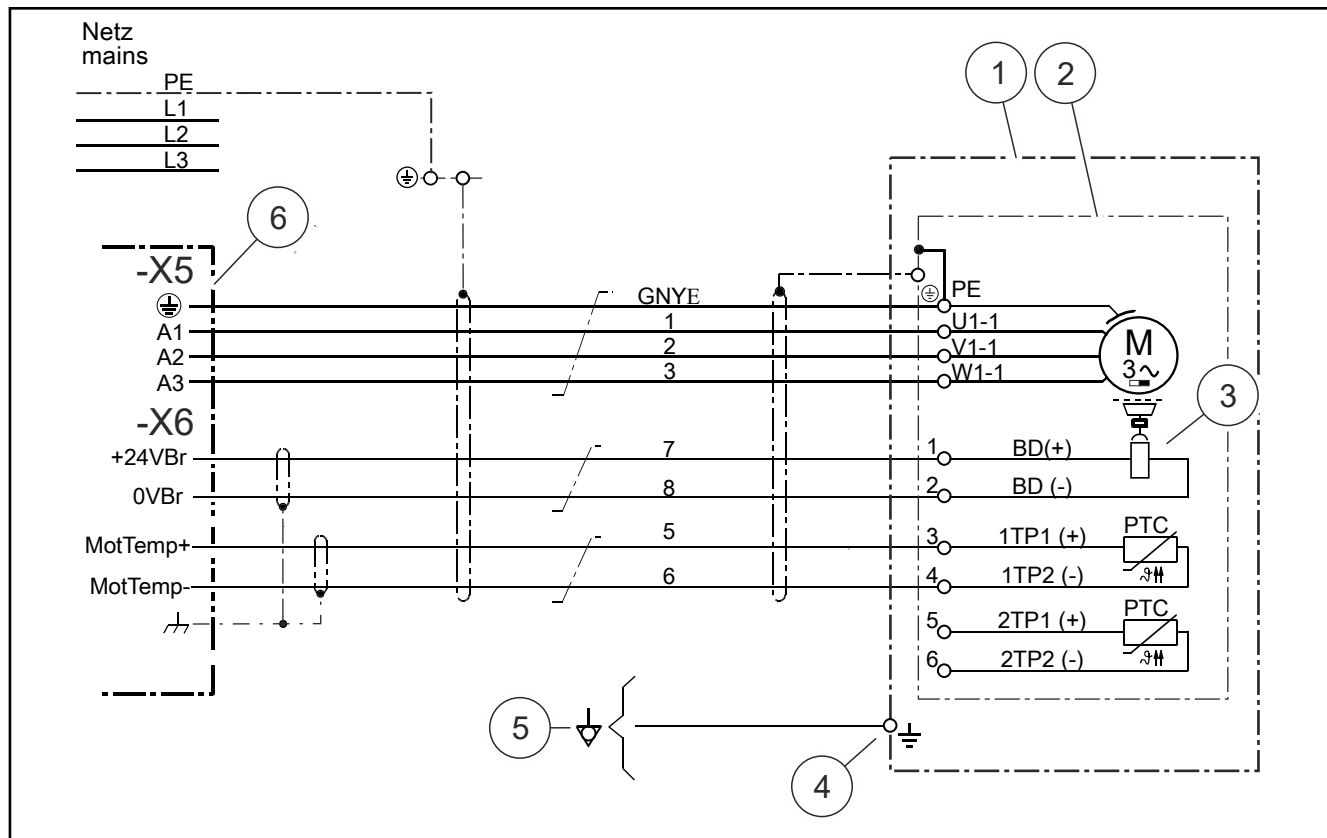 Netz
mains
PE
L1
L2
L3
1
2
6
-X5
GNYE
PE
A1
1
U1-1
A2
2
V1-1
A3
3
W1-1
M
3~
-X6
3
+24VBr
7
1
BD(+)
0VBr
8
2
BD (-)
MotTemp+
5
3
1TP1 (+)
PTC
MotTemp-
6
4
1TP2 (-)
ϑ
5
2TP1 (+)
PTC
6
2TP2 (-)
ϑ
5
4